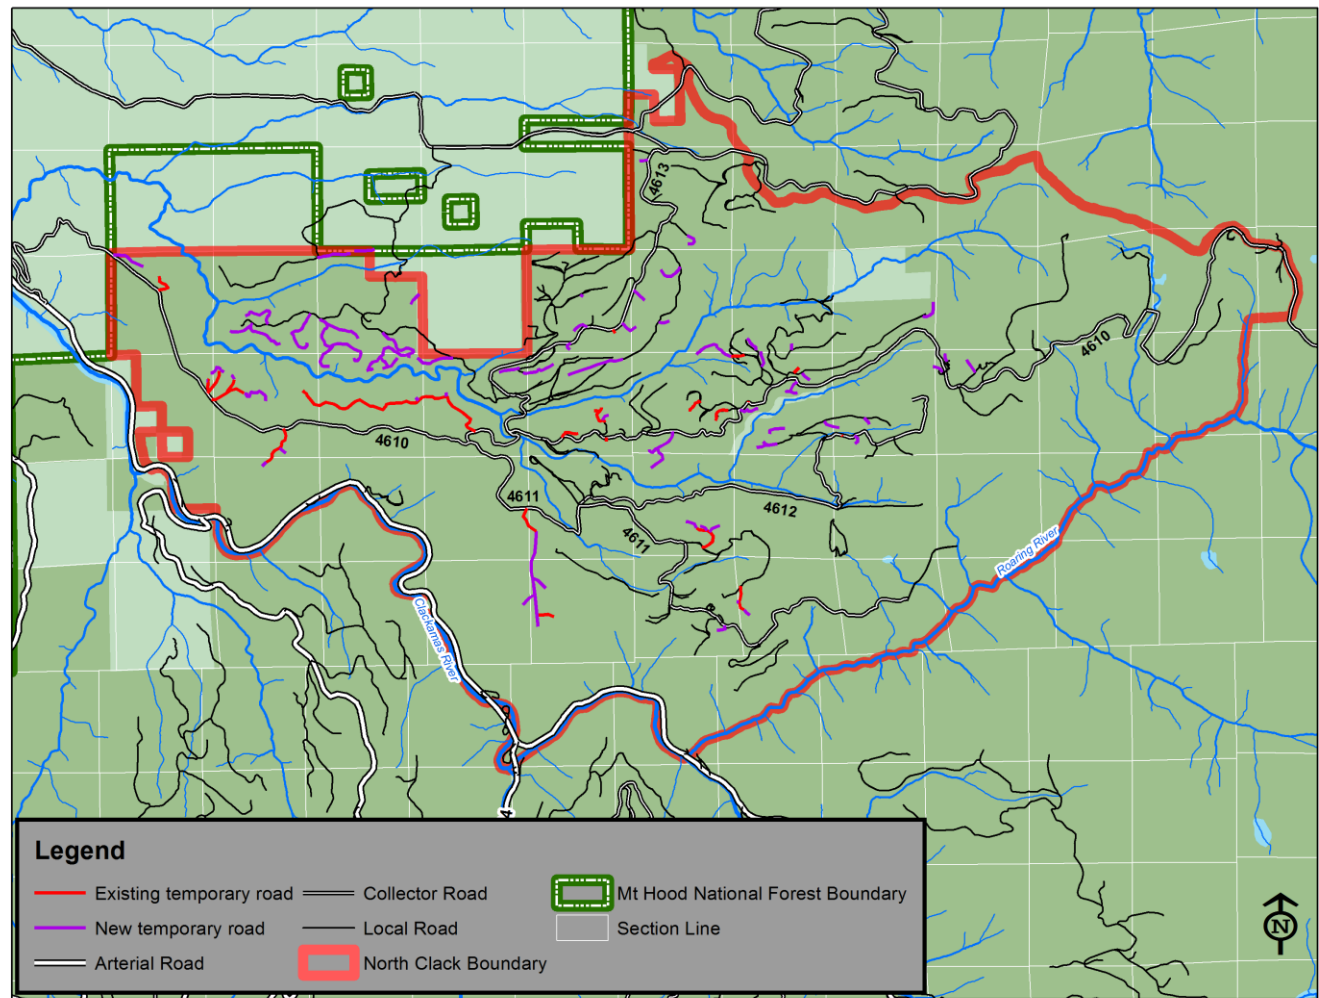 4613
4610
4610
4611
4612
4611
Roaring River
Clackamas River
4
Legend
Existing temporary road
Collector Road
Mt Hood National Forest Boundary
New temporary road
Local Road
Section Line
Arterial Road
North Clack Boundary
N